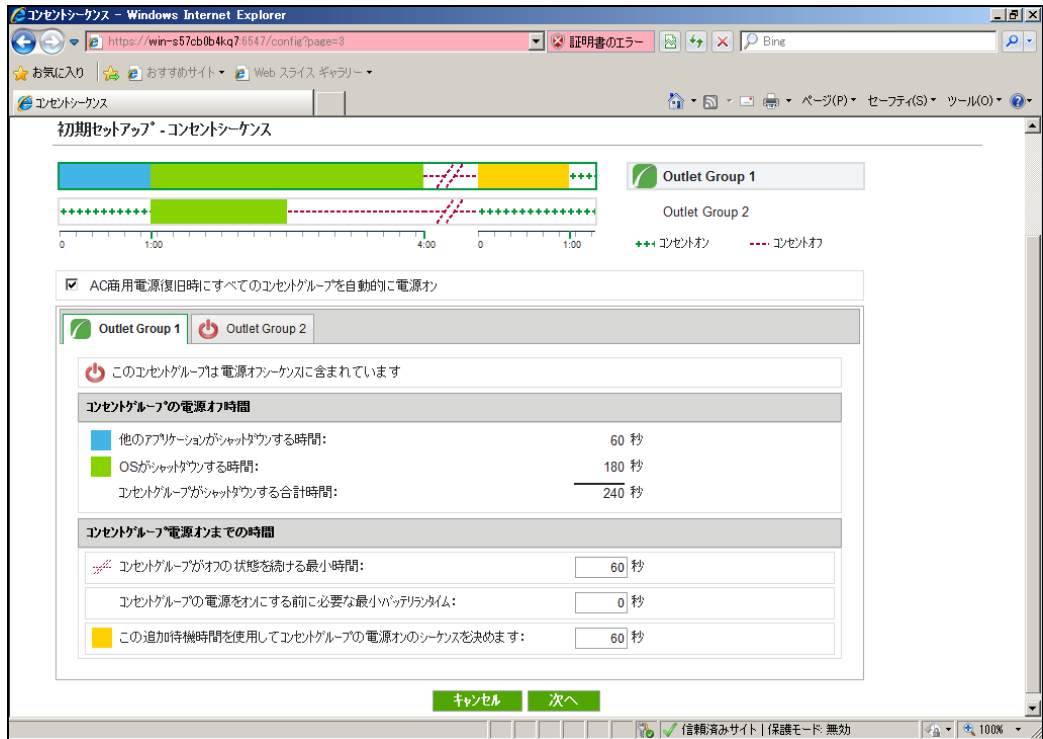 コンセントシーケンス - Windows Internet Explorer
https://win-s57cb0b4kq7:6547/config?page=3
証明書のエラー
Bing
お気に入り
おすすめサイト
Web スライス ギャラリー
コンセントシーケンス
ページ(P)
セーフティ(S)
ツール(O)
初期セットアップ - コンセントシーケンス
Outlet Group 1
Outlet Group 2
0 1:00 4:00 0 1:00
コンセントオン
コンセントオフ
AC商用電源復旧時にすべてのコンセントグループを自動的に電源オン
Outlet Group 1
Outlet Group 2
このコンセントグループは電源オフシーケンスに含まれています
コンセントグループの電源オフ時間
他のアプリケーションがシャットダウンする時間: 60 秒
OSがシャットダウンする時間: 180 秒
コンセントグループがシャットダウンする合計時間: 240 秒
コンセントグループ電源オンまでの時間
コンセントグループがオフの状態を続ける最小時間: 60 秒
コンセントグループの電源をオンにする前に必要な最小バッテリランタイム: 0 秒
この追加待機時間を使用してコンセントグループの電源オンのシーケンスを決めます: 60 秒
キャンセル
次へ
信頼済みサイト | 保護モード: 無効
100%